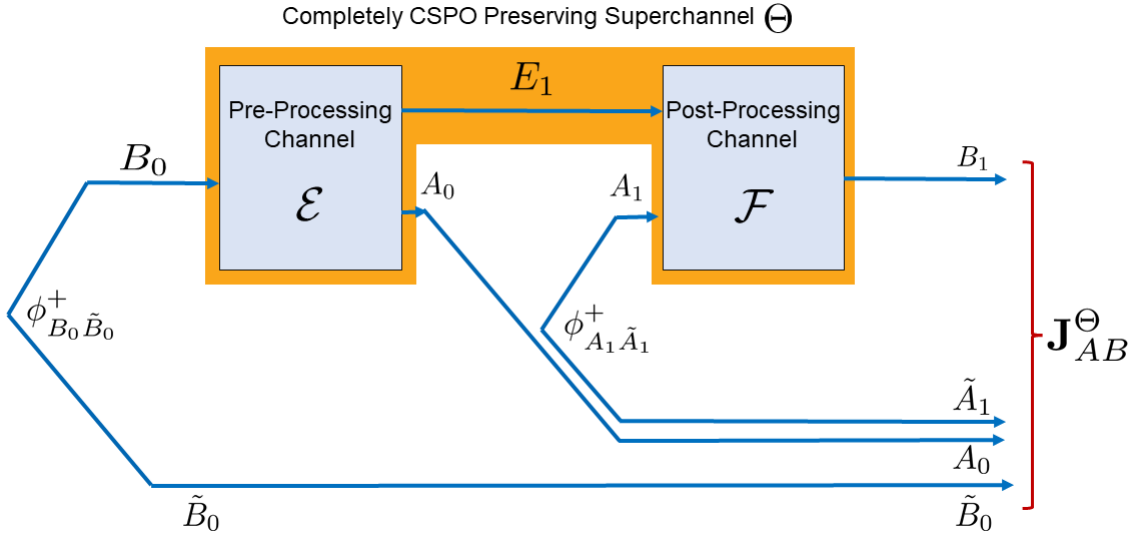 Completely CSPO Preserving Superchannel Θ
E₁
Pre-Processing
Channel
ℰ
Post-Processing
Channel
ℱ
B₀
A₀
A₁
B₁
ϕ⁺_{B₀B̃₀}
ϕ⁺_{A₁Ã₁}
𝐉^Θ_{AB}
Ã₁
A₀
B̃₀
B̃₀